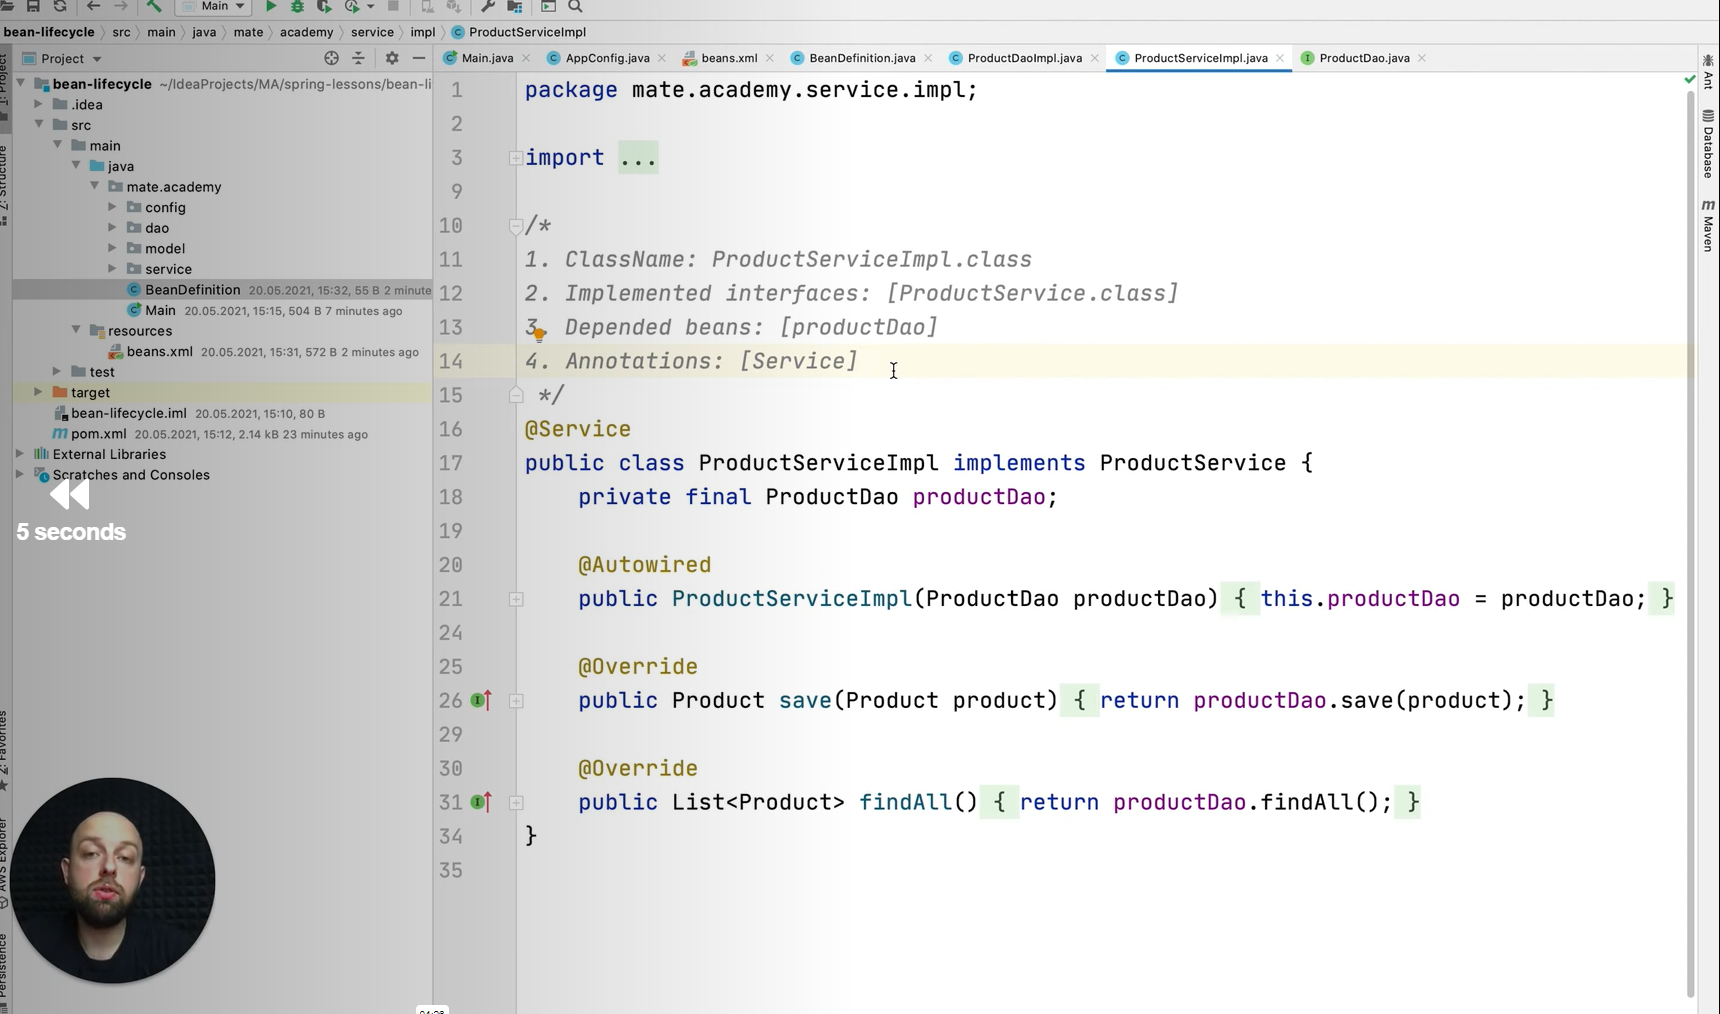 Main
bean-lifecycle src main java mate academy service impl ProductServiceImpl
Project
Main.java AppConfig.java beans.xml BeanDefinition.java ProductDaoImpl.java ProductServiceImpl.java ProductDao.java
bean-lifecycle ~/IdeaProjects/MA/spring-lessons/bean-li
.idea
src
main
java
mate.academy
config
dao
model
service
BeanDefinition 20.05.2021, 15:32, 55 B 2 minute
Main 20.05.2021, 15:15, 504 B 7 minutes ago
resources
beans.xml 20.05.2021, 15:31, 572 B 2 minutes ago
test
target
bean-lifecycle.iml 20.05.2021, 15:10, 80 B
pom.xml 20.05.2021, 15:12, 2.14 kB 23 minutes ago
External Libraries
Scratches and Consoles
5 seconds
1 package mate.academy.service.impl;
2
3 import ...
9
10 /*
11 1. ClassName: ProductServiceImpl.class
12 2. Implemented interfaces: [ProductService.class]
13 3. Depended beans: [productDao]
14 4. Annotations: [Service]
15 */
16 @Service
17 public class ProductServiceImpl implements ProductService {
18 private final ProductDao productDao;
19
20 @Autowired
21 public ProductServiceImpl(ProductDao productDao) { this.productDao = productDao; }
24
25 @Override
26 public Product save(Product product) { return productDao.save(product); }
29
30 @Override
31 public List<Product> findAll() { return productDao.findAll(); }
34 }
35
Ant
Database
Maven
Project
Z: Structure
Z: Favorites
AWS Explorer
Persistence